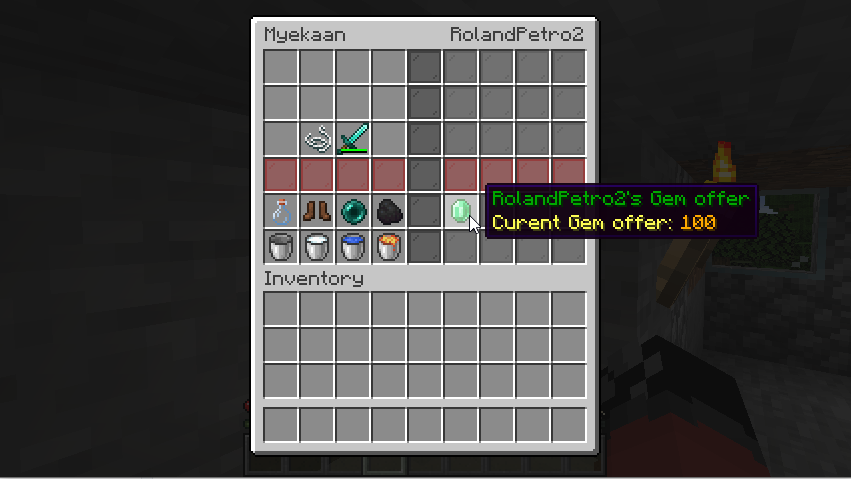 Myekaan
RolandPetro2
RolandPetro2's Gem offer
Curent Gem offer: 100
Inventory